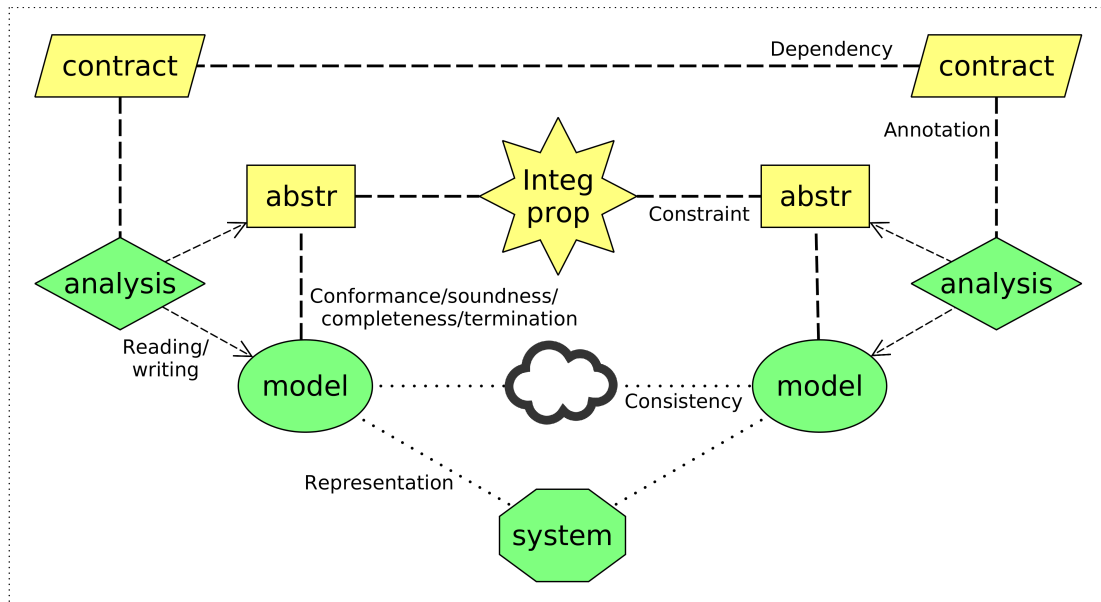 Dependency
contract
contract
Annotation
Integ
prop
abstr
abstr
Constraint
analysis
analysis
Conformance/soundness/
completeness/termination
Reading/
writing
model
model
Consistency
Representation
system